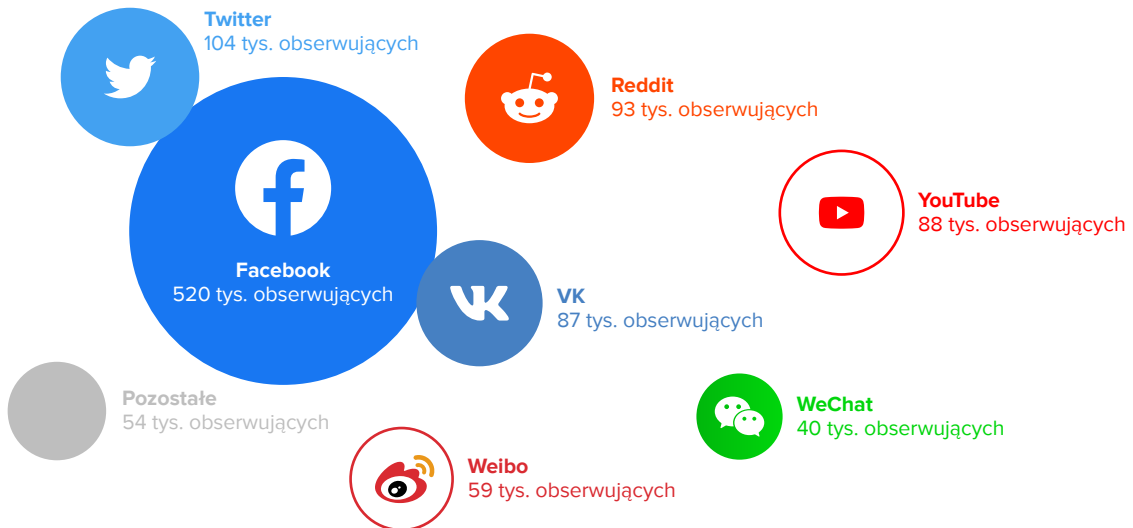 Twitter
104 tys. obserwujących
Reddit
93 tys. obserwujących
YouTube
88 tys. obserwujących
Facebook
520 tys. obserwujących
VK
87 tys. obserwujących
Pozostałe
54 tys. obserwujących
WeChat
40 tys. obserwujących
Weibo
59 tys. obserwujących